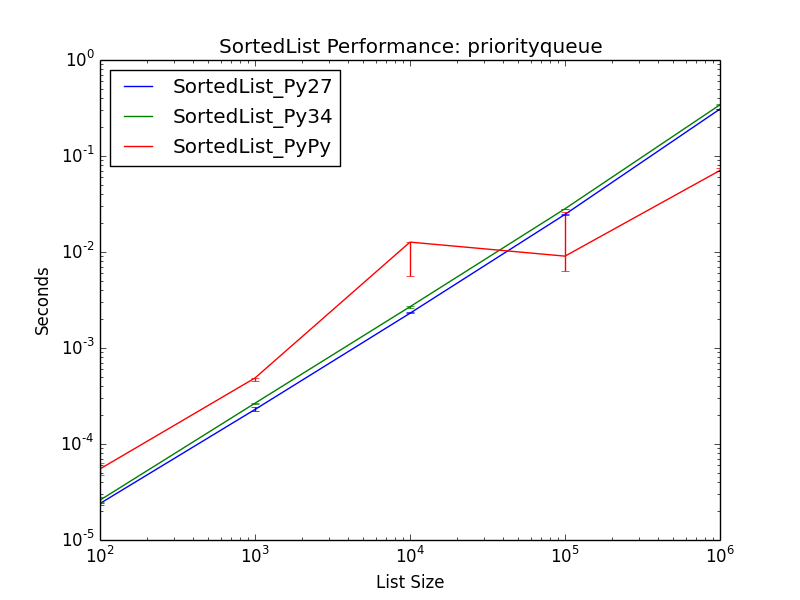 SortedList Performance: priorityqueue
10^0
10^-1
10^-2
10^-3
10^-4
10^-5
Seconds
SortedList_Py27
SortedList_Py34
SortedList_PyPy
10^2 10^3 10^4 10^5 10^6
List Size